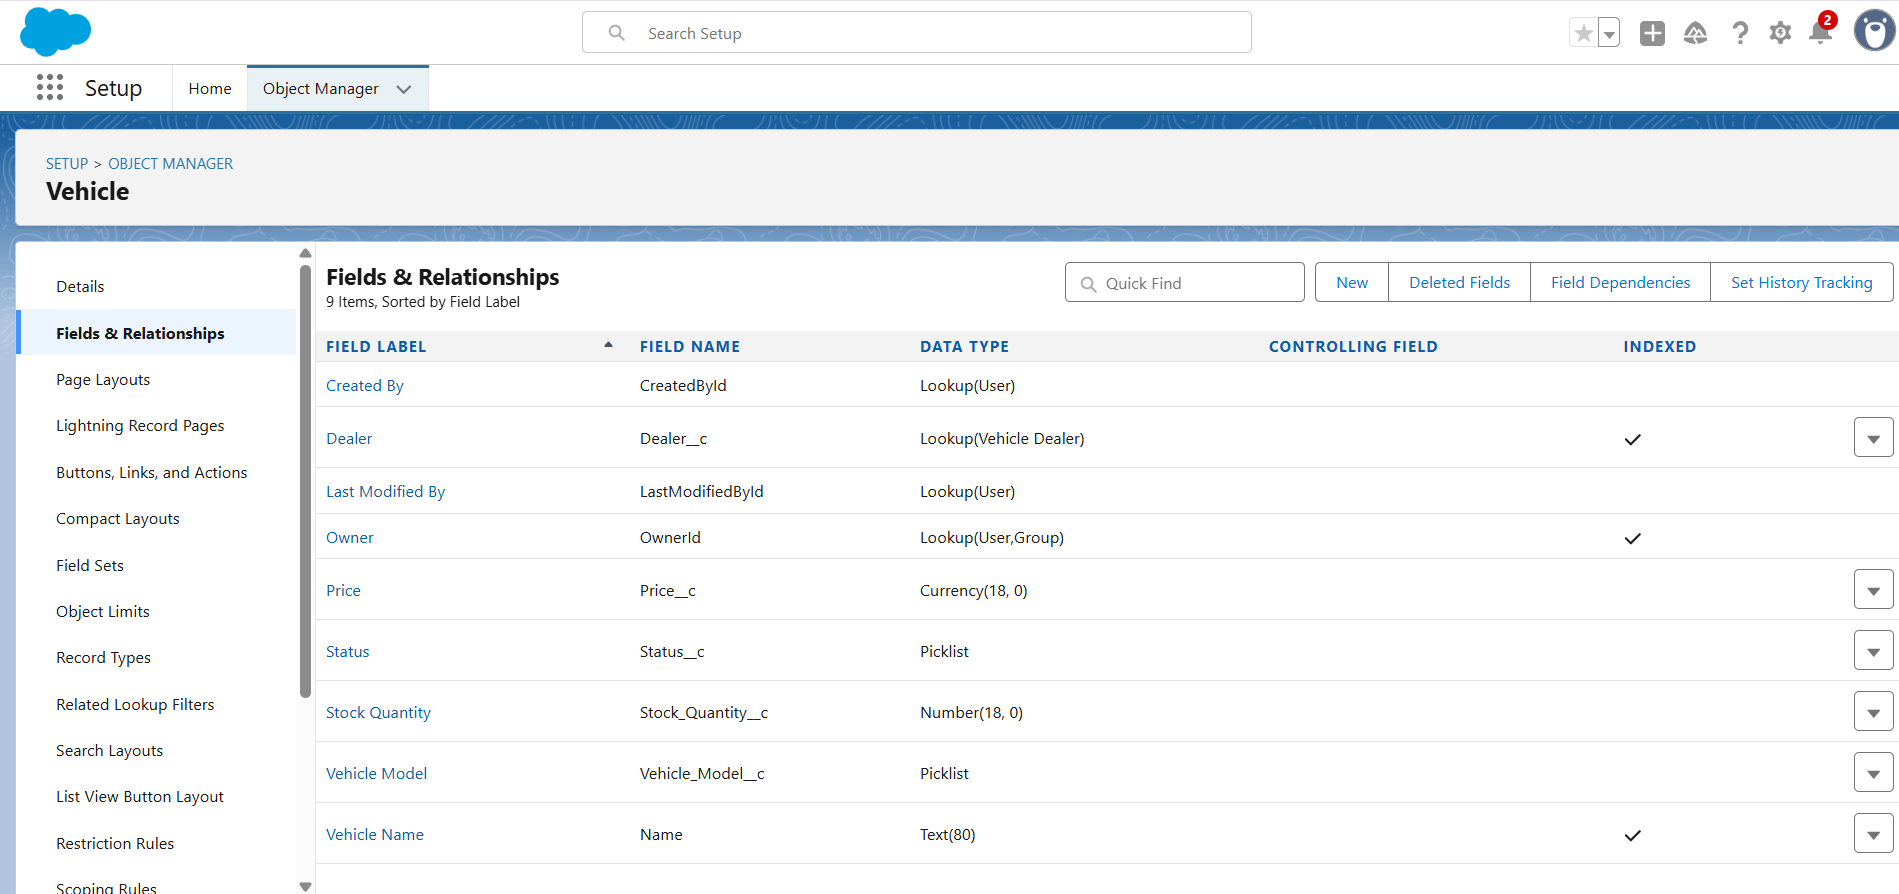 Search Setup
2
Setup
Home
Object Manager
SETUP > OBJECT MANAGER
Vehicle
Details
Fields & Relationships
Page Layouts
Lightning Record Pages
Buttons, Links, and Actions
Compact Layouts
Field Sets
Object Limits
Record Types
Related Lookup Filters
Search Layouts
List View Button Layout
Restriction Rules
Scoping Rules
Fields & Relationships
9 Items, Sorted by Field Label
Quick Find
New
Deleted Fields
Field Dependencies
Set History Tracking
FIELD LABEL FIELD NAME DATA TYPE CONTROLLING FIELD INDEXED
Created By CreatedById Lookup(User)
Dealer Dealer__c Lookup(Vehicle Dealer)
Last Modified By LastModifiedById Lookup(User)
Owner OwnerId Lookup(User,Group)
Price Price__c Currency(18, 0)
Status Status__c Picklist
Stock Quantity Stock_Quantity__c Number(18, 0)
Vehicle Model Vehicle_Model__c Picklist
Vehicle Name Name Text(80)